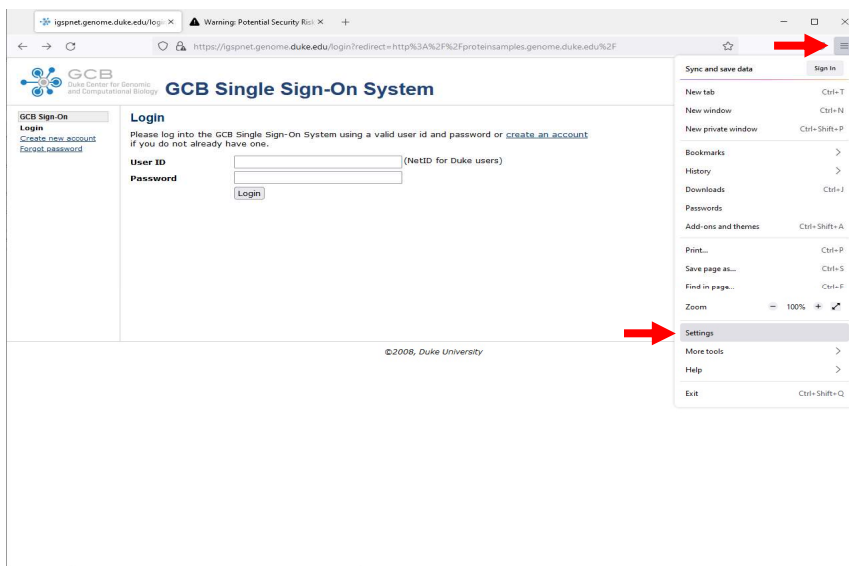 igspnet.genome.duke.edu/logi
Warning: Potential Security Ris
https://igspnet.genome.duke.edu/login?redirect=http%3A%2F%2Fproteinsamples.genome.duke.edu%2F
GCB
Duke Center for Genomic
and Computational Biology
GCB Single Sign-On System
GCB Sign-On
Login
Create new account
Forgot password
Login
Please log into the GCB Single Sign-On System using a valid user id and password or create an account
if you do not already have one.
User ID (NetID for Duke users)
Password
Login
©2008, Duke University
Sync and save data Sign In
New tab Ctrl+T
New window Ctrl+N
New private window Ctrl+Shift+P
Bookmarks
History
Downloads Ctrl+J
Passwords
Add-ons and themes Ctrl+Shift+A
Print... Ctrl+P
Save page as... Ctrl+S
Find in page... Ctrl+F
Zoom − 100% +
Settings
More tools
Help
Exit Ctrl+Shift+Q